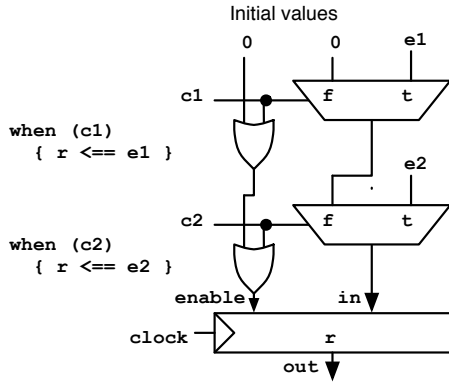 Initial values
0 0 e1
c1 f t
when (c1)
{ r <== e1 }
e2
c2 f t
when (c2)
{ r <== e2 }
enable in
clock r
out